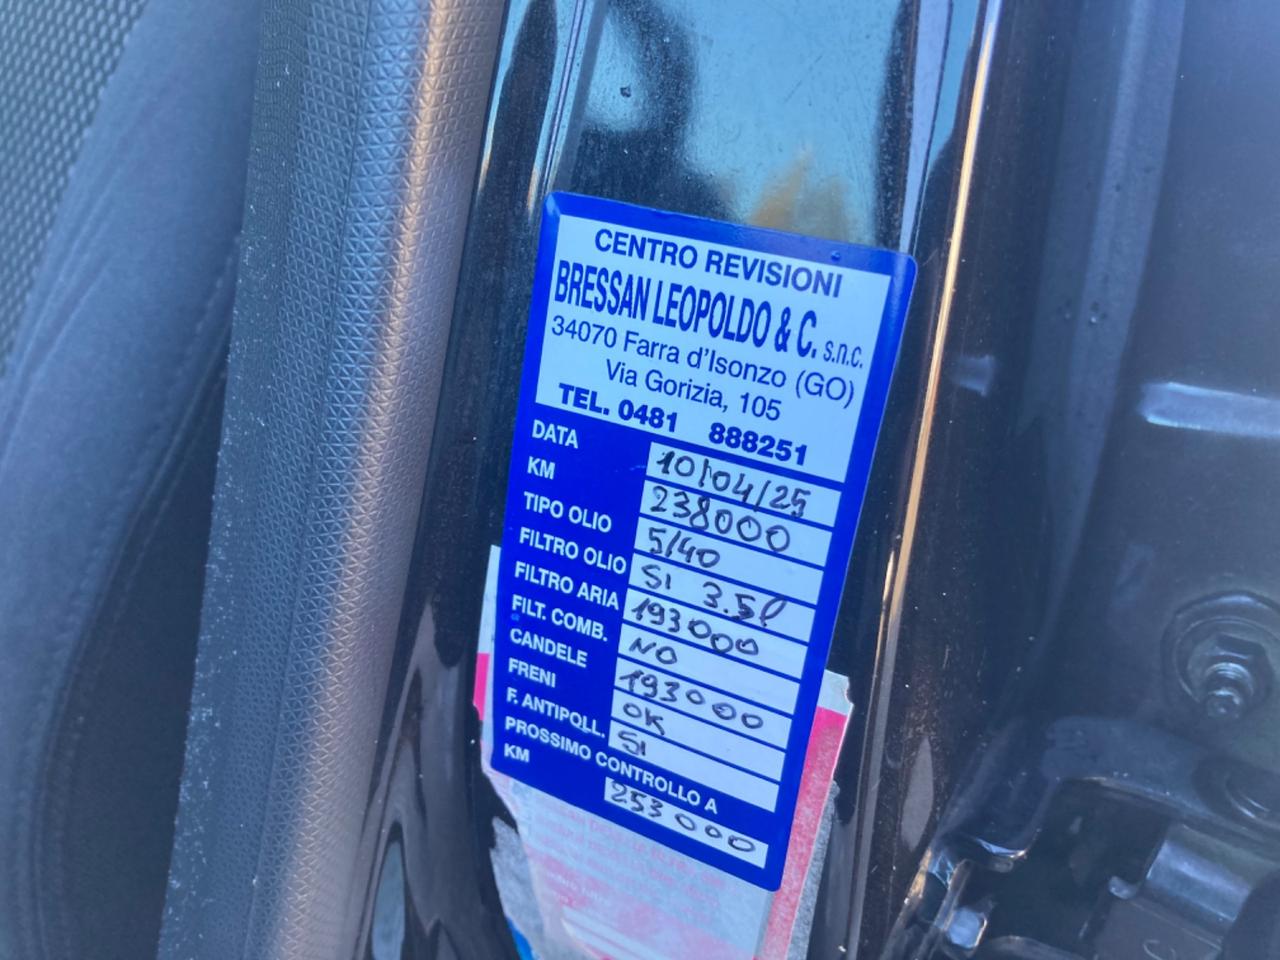 CENTRO REVISIONI
BRESSAN LEOPOLDO & C. s.n.c.
34070 Farra d'Isonzo (GO)
Via Gorizia, 105
TEL. 0481 888251
DATA 10/04/25
KM 238000
TIPO OLIO 5/40
FILTRO OLIO SI 3.5l
FILTRO ARIA 193000
FILT. COMB. NO
CANDELE 193000
FRENI OK
F. ANTIPOLL. SI
PROSSIMO CONTROLLO A
KM 253000